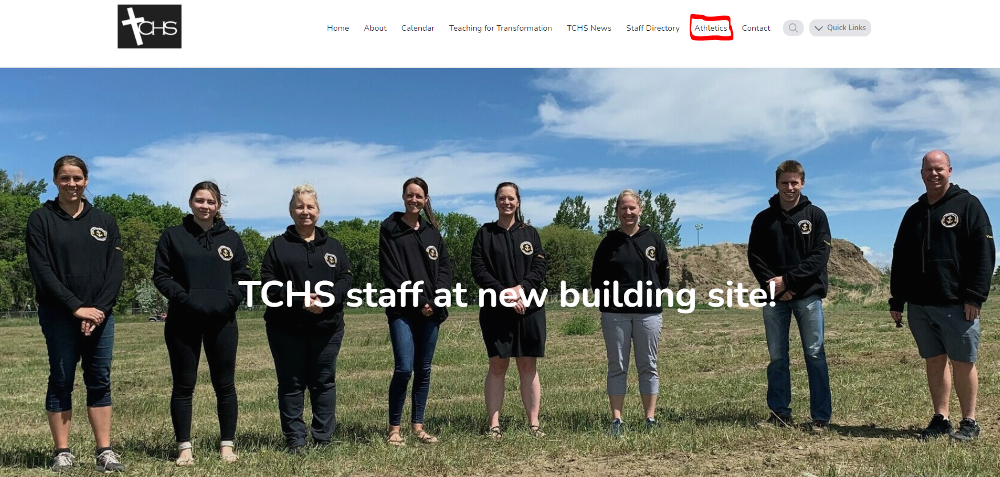 TCHS
Home About Calendar Teaching for Transformation TCHS News Staff Directory Athletics Contact Quick Links
TCHS staff at new building site!